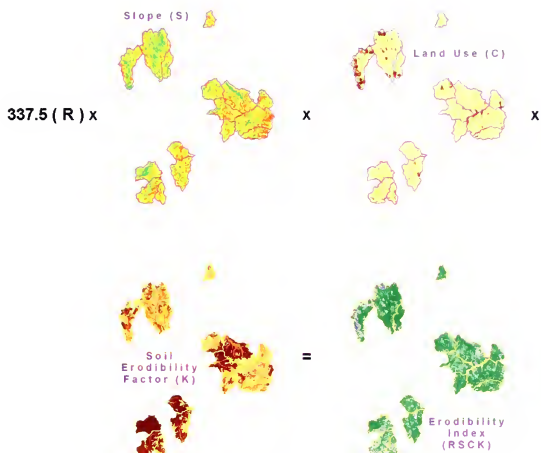 Slope (S)
337.5 ( R ) x
x
Land Use (C)
x
Soil
Erodibility
Factor (K)
=
Erodibility
Index
(RSCK)